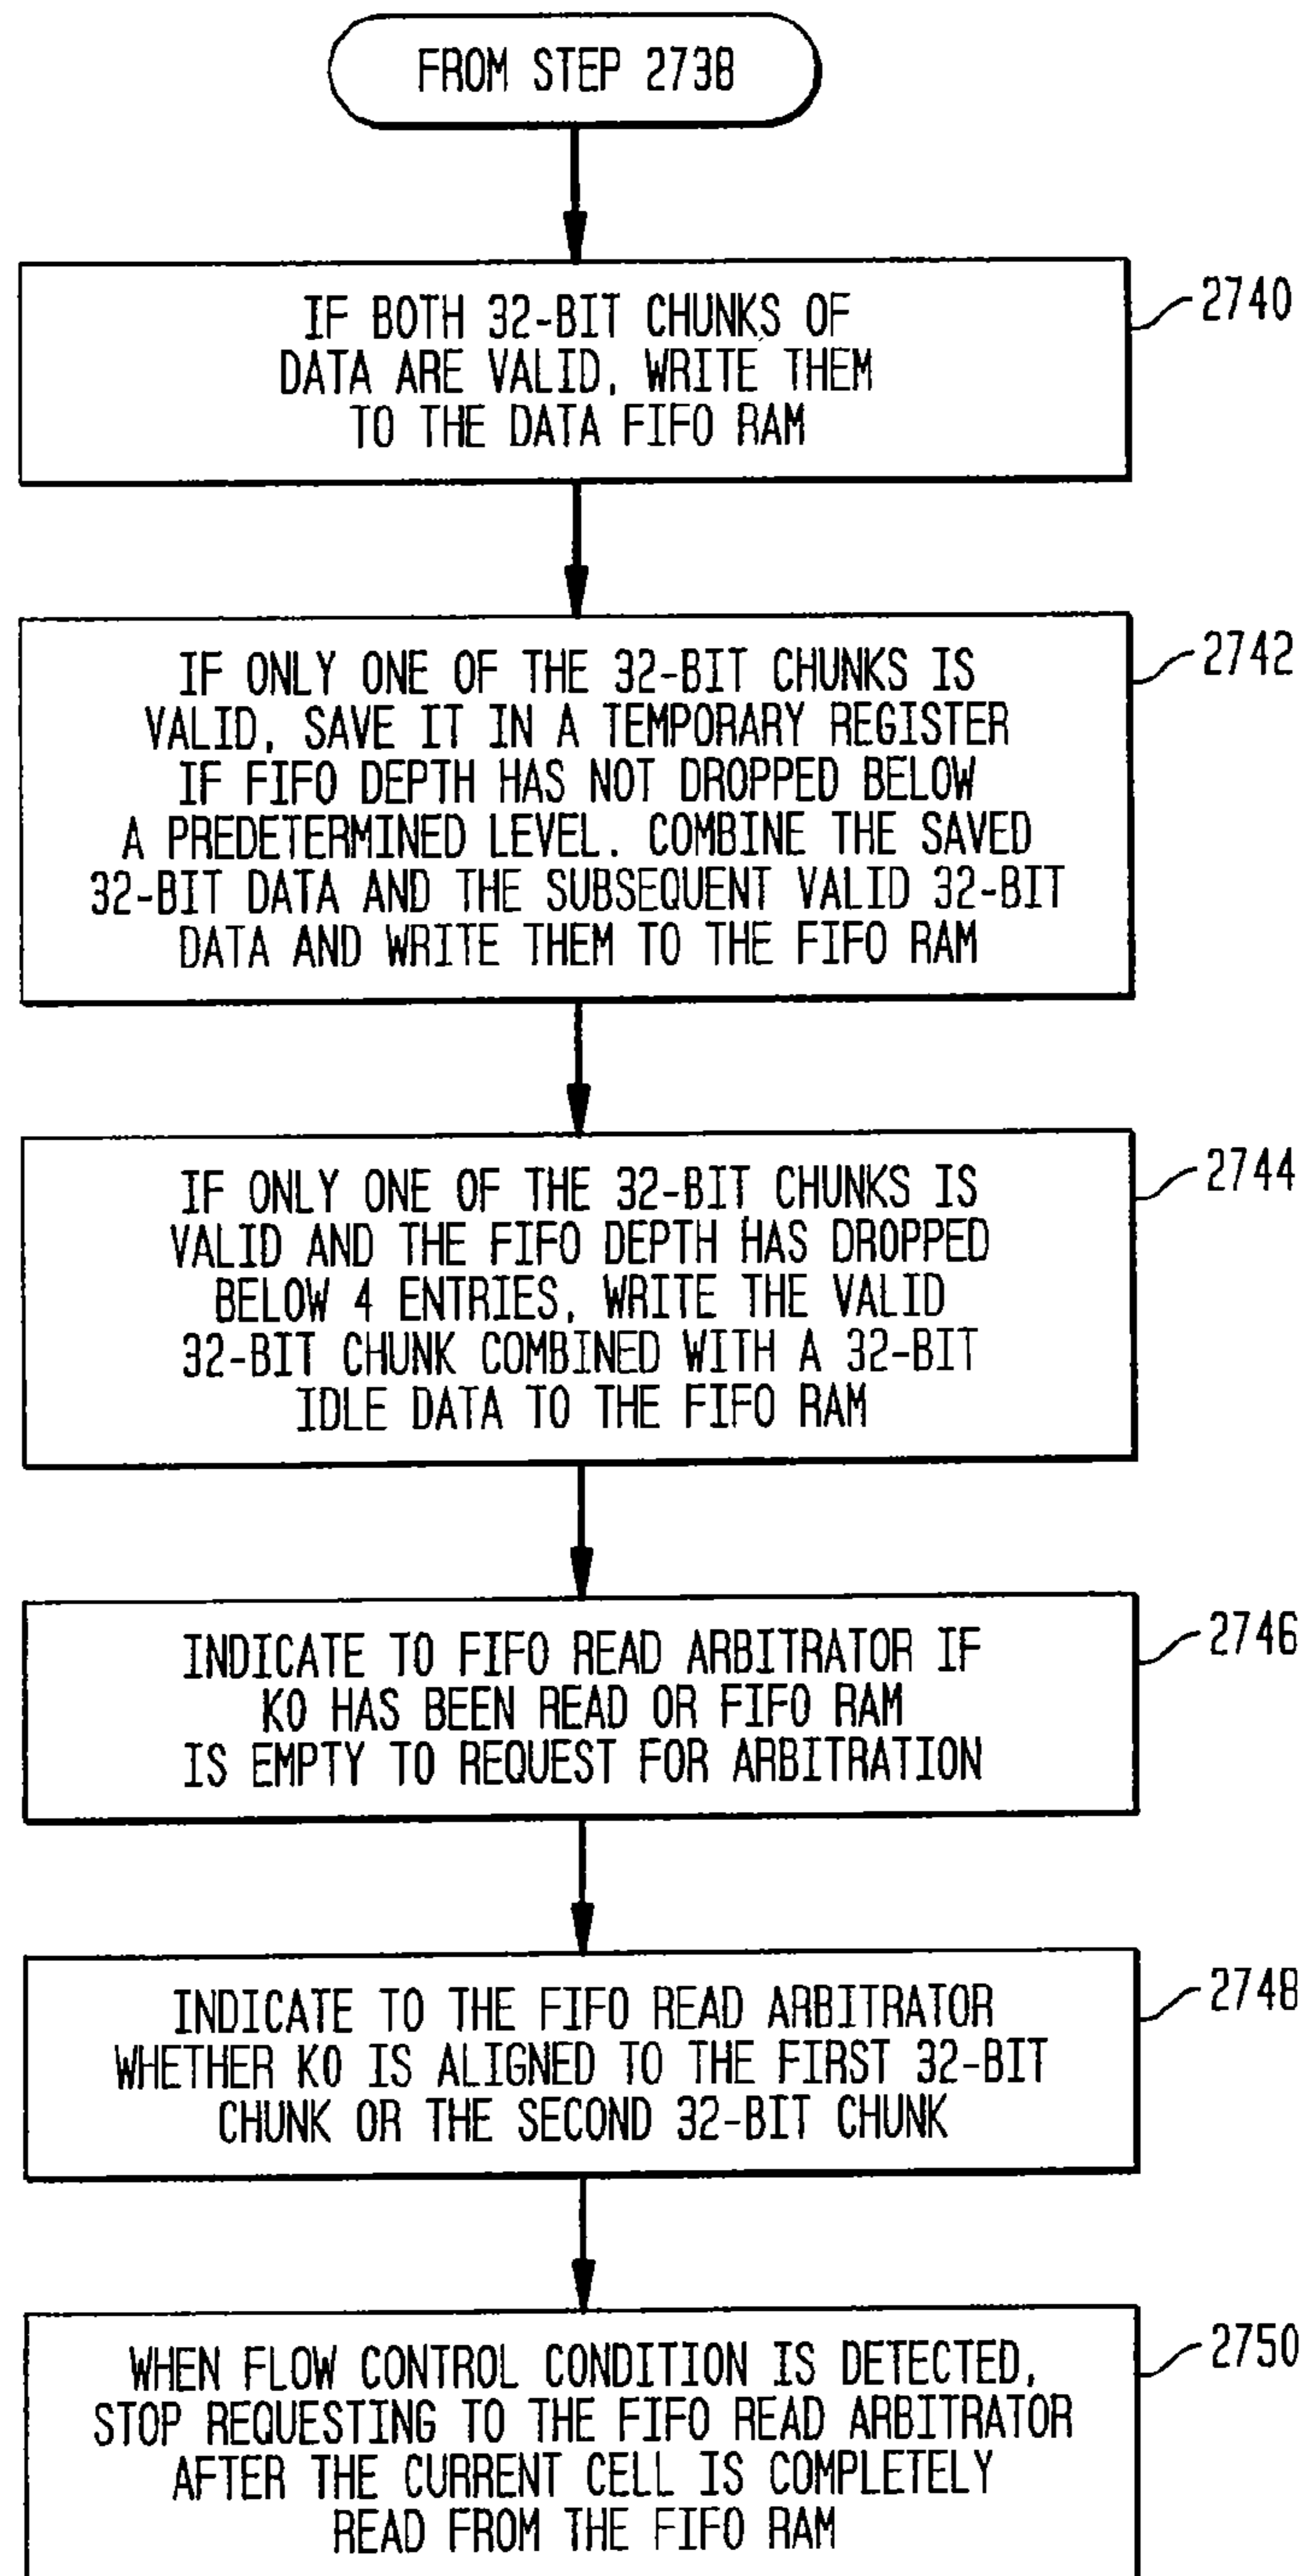 FROM STEP 2738
IF BOTH 32-BIT CHUNKS OF
DATA ARE VALID, WRITE THEM
TO THE DATA FIFO RAM
2740
IF ONLY ONE OF THE 32-BIT CHUNKS IS
VALID, SAVE IT IN A TEMPORARY REGISTER
IF FIFO DEPTH HAS NOT DROPPED BELOW
A PREDETERMINED LEVEL. COMBINE THE SAVED
32-BIT DATA AND THE SUBSEQUENT VALID 32-BIT
DATA AND WRITE THEM TO THE FIFO RAM
2742
IF ONLY ONE OF THE 32-BIT CHUNKS IS
VALID AND THE FIFO DEPTH HAS DROPPED
BELOW 4 ENTRIES, WRITE THE VALID
32-BIT CHUNK COMBINED WITH A 32-BIT
IDLE DATA TO THE FIFO RAM
2744
INDICATE TO FIFO READ ARBITRATOR IF
K0 HAS BEEN READ OR FIFO RAM
IS EMPTY TO REQUEST FOR ARBITRATION
2746
INDICATE TO THE FIFO READ ARBITRATOR
WHETHER K0 IS ALIGNED TO THE FIRST 32-BIT
CHUNK OR THE SECOND 32-BIT CHUNK
2748
WHEN FLOW CONTROL CONDITION IS DETECTED,
STOP REQUESTING TO THE FIFO READ ARBITRATOR
AFTER THE CURRENT CELL IS COMPLETELY
READ FROM THE FIFO RAM
2750